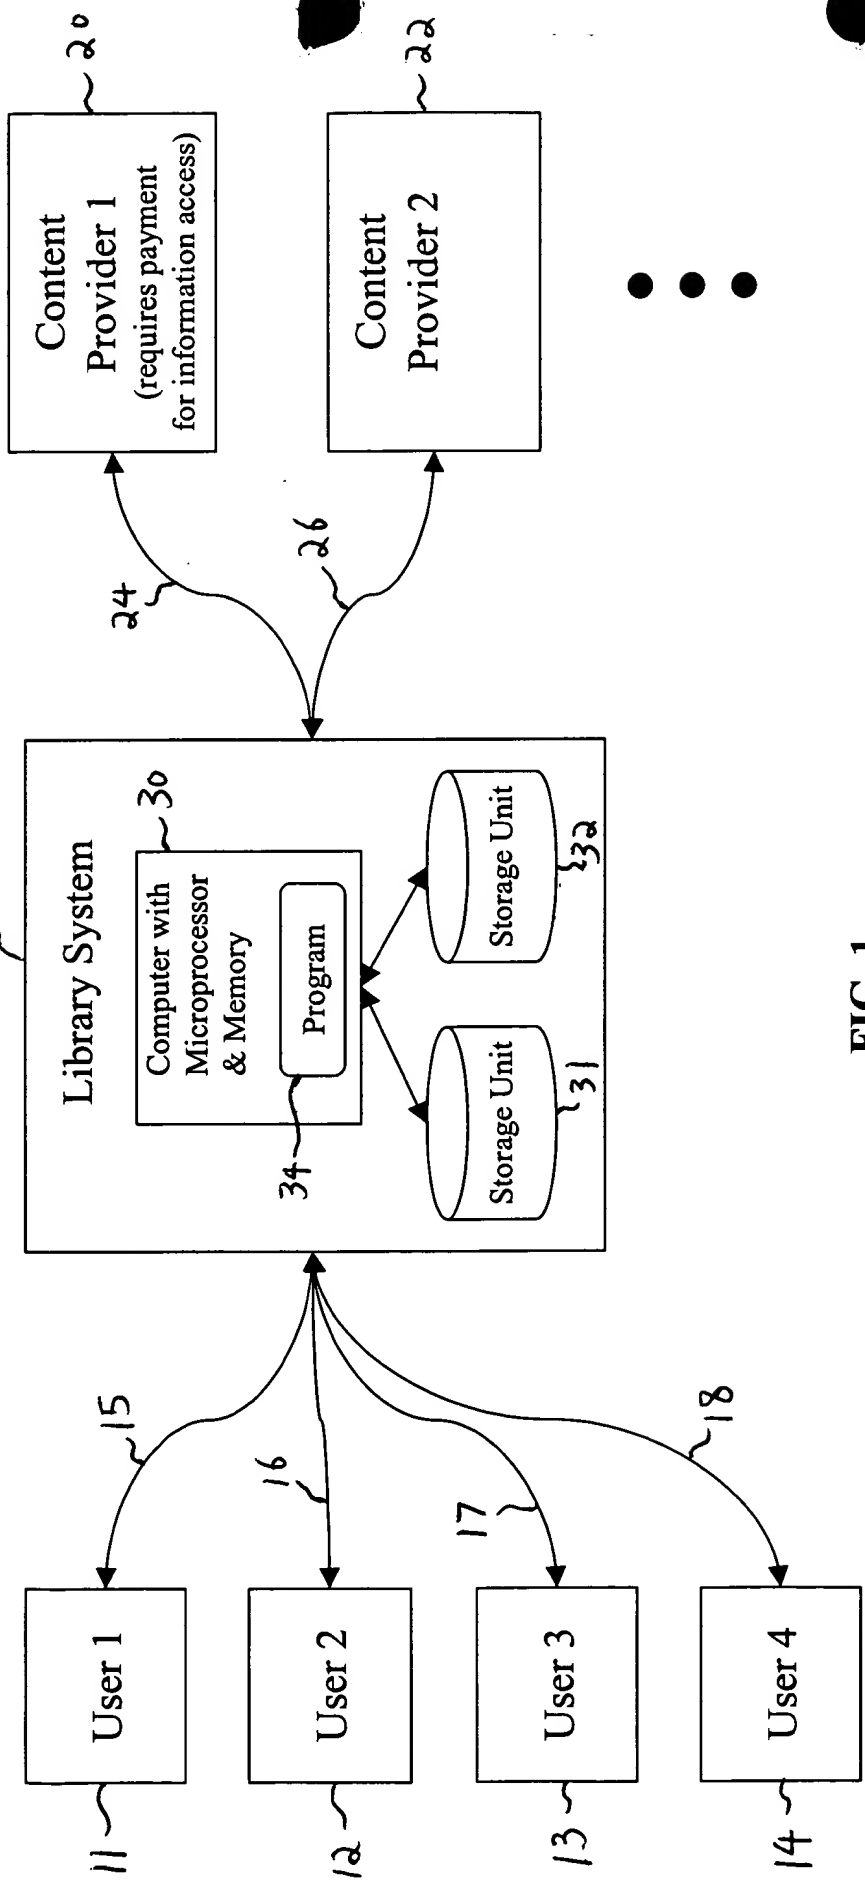 11
User 1
12
User 2
13
User 3
14
User 4
15
16
17
18
Library System
Computer with
Microprocessor
& Memory
30
Program
34
Storage Unit
31
Storage Unit
32
24
26
Content
Provider 1
(requires payment
for information access)
20
Content
Provider 2
22